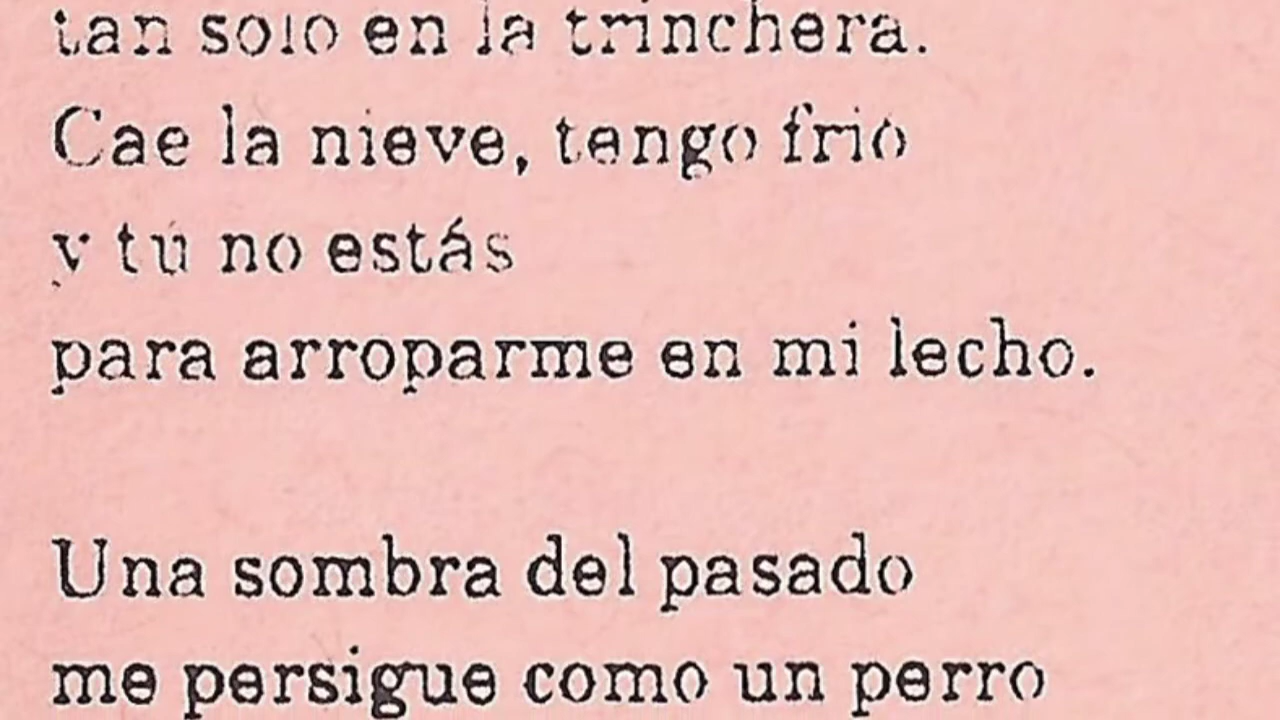 tan solo en la trinchera.
Cae la nieve, tengo frio
y tú no estás
para arroparme en mi lecho.
Una sombra del pasado
me persigue como un perro